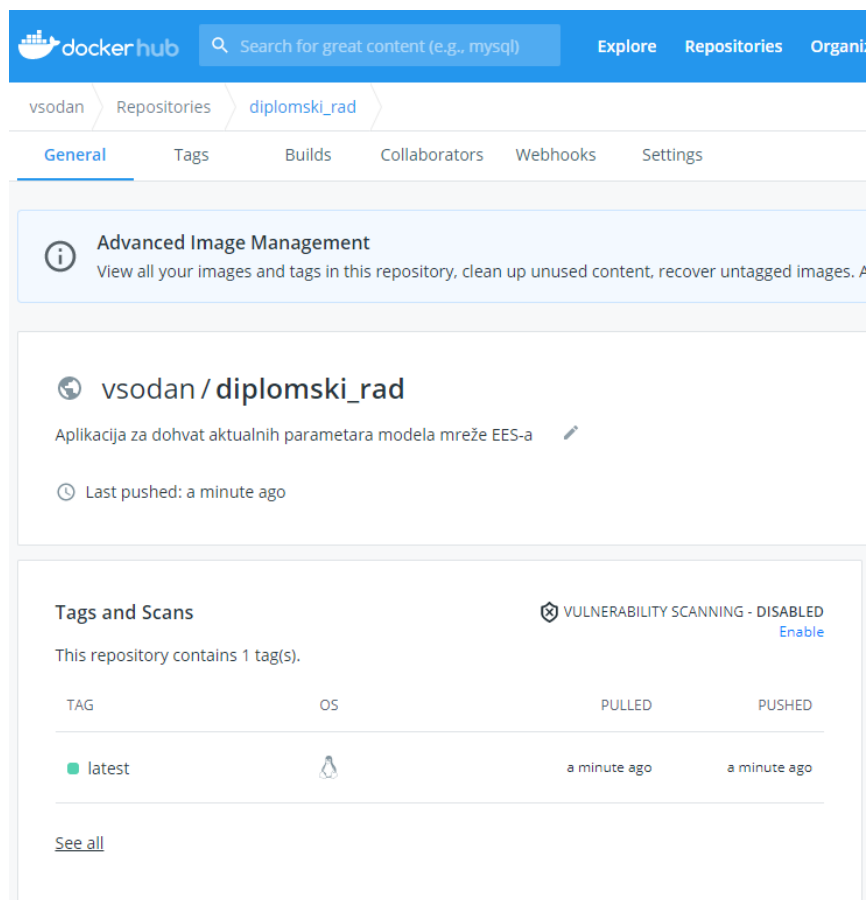 dockerhub Search for great content (e.g., mysql) Explore Repositories
vsodan Repositories diplomski_rad
General Tags Builds Collaborators Webhooks Settings
Advanced Image Management
View all your images and tags in this repository, clean up unused content, recover untagged images.
vsodan / diplomski_rad
Aplikacija za dohvat aktualnih parametara modela mreže EES-a
Last pushed: a minute ago
Tags and Scans VULNERABILITY SCANNING - DISABLED
Enable
This repository contains 1 tag(s).
TAG OS PULLED PUSHED
latest a minute ago a minute ago
See all